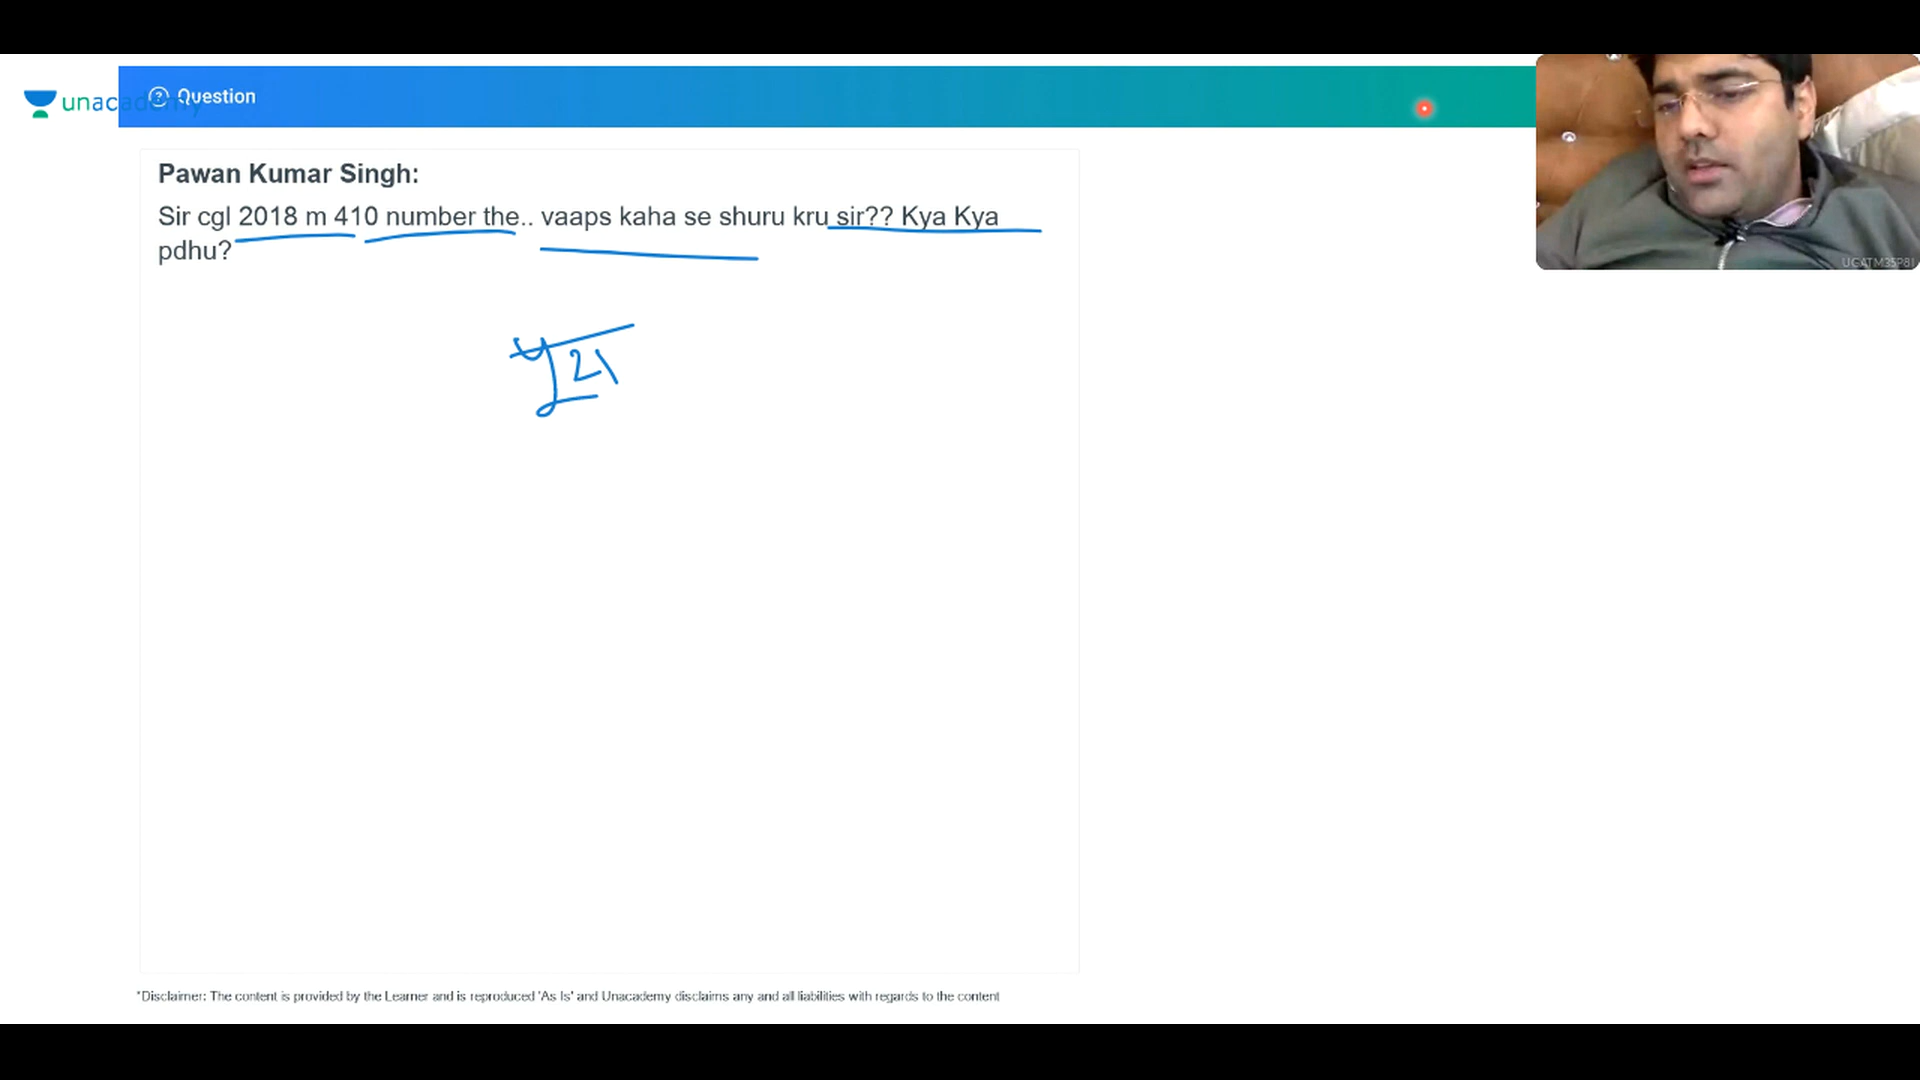 unacademy
Question
Pawan Kumar Singh:
Sir cgl 2018 m 410 number the.. vaaps kaha se shuru kru sir?? Kya Kya
pdhu?
21
UGATM35P81
*Disclaimer: The content is provided by the Learner and is reproduced 'As Is' and Unacademy disclaims any and all liabilities with regards to the content